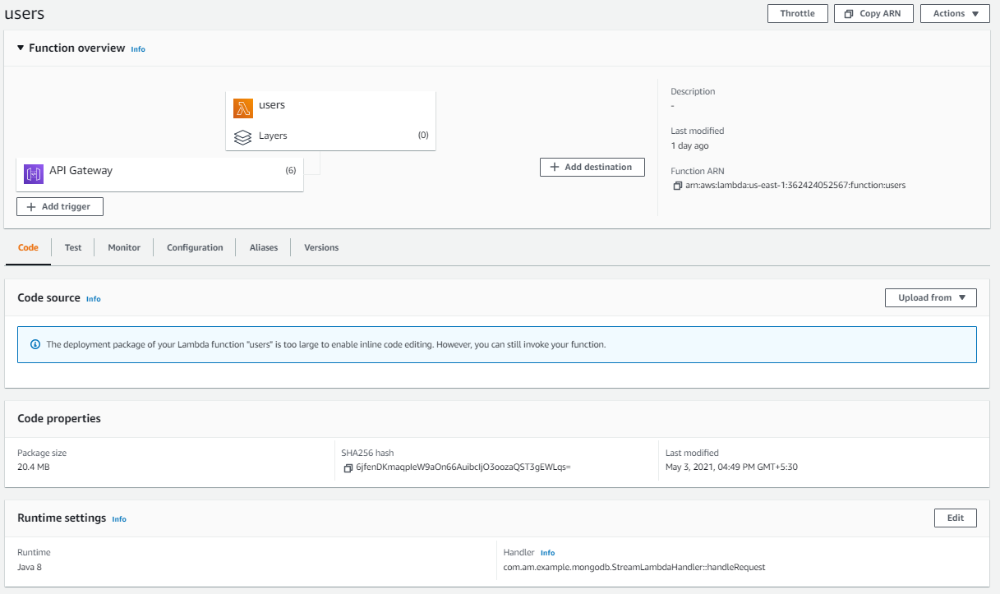 users
Throttle
Copy ARN
Actions
Function overview Info
users
Layers (0)
API Gateway (6)
Add trigger
Add destination
Description
-
Last modified
1 day ago
Function ARN
arn:aws:lambda:us-east-1:362424052567:function:users
Code
Test
Monitor
Configuration
Aliases
Versions
Code source Info
Upload from
The deployment package of your Lambda function "users" is too large to enable inline code editing. However, you can still invoke your function.
Code properties
Package size
20.4 MB
SHA256 hash
6jfenDKmaqpIeW9aOn66AuibcIjO3oozaQST3gEWLqs=
Last modified
May 3, 2021, 04:49 PM GMT+5:30
Runtime settings Info
Edit
Runtime
Java 8
Handler Info
com.am.example.mongodb.StreamLambdaHandler::handleRequest